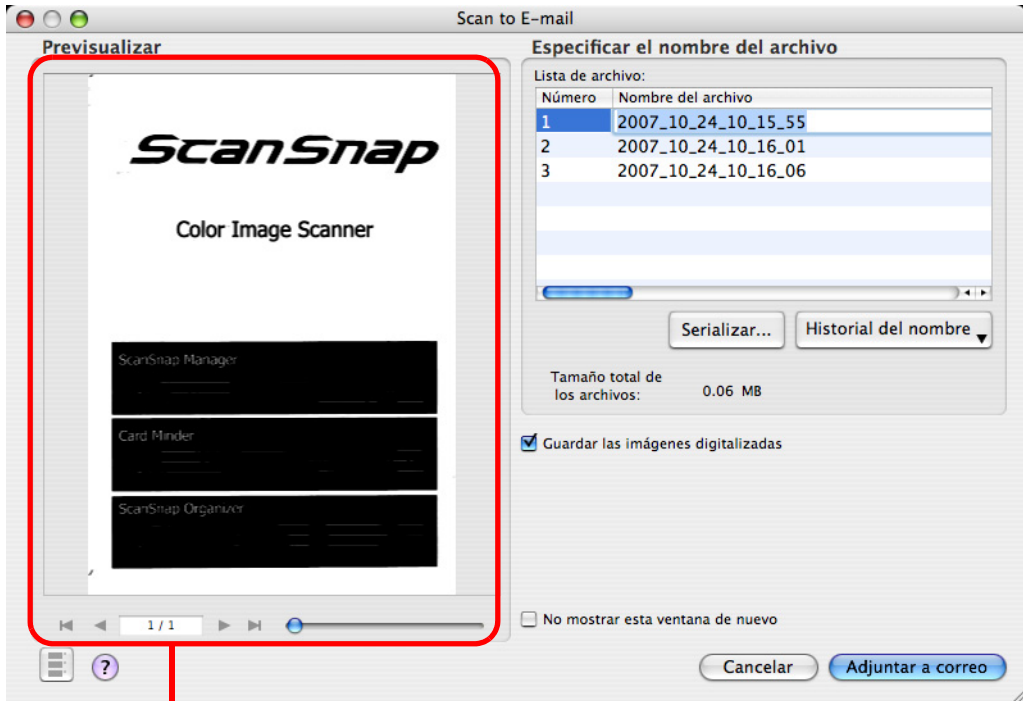 Scan to E-mail
Previsualizar
ScanSnap
Color Image Scanner
ScanSnap Manager
Card Minder
ScanSnap Organizer
1 / 1
?
Especificar el nombre del archivo
Lista de archivo:
Número Nombre del archivo
1 2007_10_24_10_15_55
2 2007_10_24_10_16_01
3 2007_10_24_10_16_06
Serializar... Historial del nombre
Tamaño total de
los archivos: 0.06 MB
Guardar las imágenes digitalizadas
No mostrar esta ventana de nuevo
Cancelar Adjuntar a correo